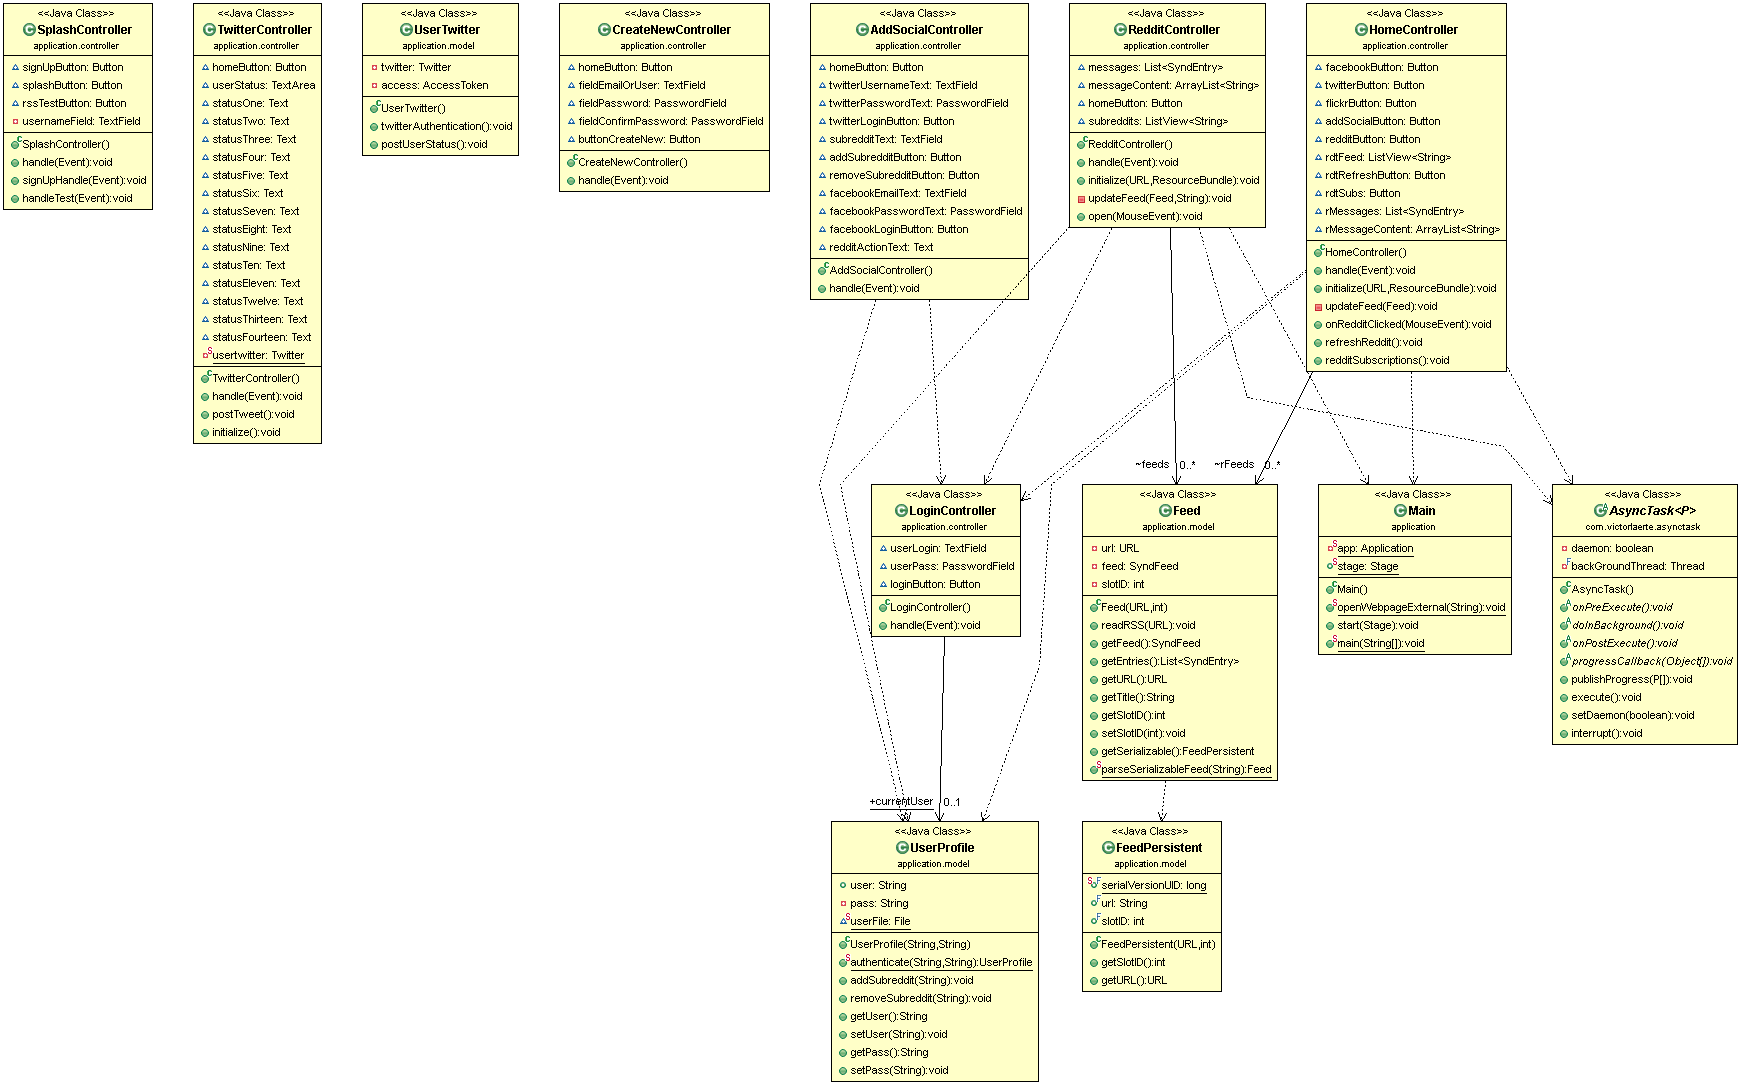 <<Java Class>>
SplashController
application.controller
signUpButton: Button
splashButton: Button
rssTestButton: Button
usernameField: TextField
SplashController()
handle(Event):void
signUpHandle(Event):void
handleTest(Event):void
<<Java Class>>
TwitterController
application.controller
homeButton: Button
userStatus: TextArea
statusOne: Text
statusTwo: Text
statusThree: Text
statusFour: Text
statusFive: Text
statusSix: Text
statusSeven: Text
statusEight: Text
statusNine: Text
statusTen: Text
statusEleven: Text
statusTwelve: Text
statusThirteen: Text
statusFourteen: Text
usertwitter: Twitter
TwitterController()
handle(Event):void
postTweet():void
initialize():void
<<Java Class>>
UserTwitter
application.model
twitter: Twitter
access: AccessToken
UserTwitter()
twitterAuthentication():void
postUserStatus():void
<<Java Class>>
CreateNewController
application.controller
homeButton: Button
fieldEmailOrUser: TextField
fieldPassword: PasswordField
fieldConfirmPassword: PasswordField
buttonCreateNew: Button
CreateNewController()
handle(Event):void
<<Java Class>>
AddSocialController
application.controller
homeButton: Button
twitterUsernameText: TextField
twitterPasswordText: PasswordField
twitterLoginButton: Button
subredditText: TextField
addSubredditButton: Button
removeSubredditButton: Button
facebookEmailText: TextField
facebookPasswordText: PasswordField
facebookLoginButton: Button
redditActionText: Text
AddSocialController()
handle(Event):void
<<Java Class>>
RedditController
application.controller
messages: List<SyndEntry>
messageContent: ArrayList<String>
homeButton: Button
subreddits: ListView<String>
RedditController()
handle(Event):void
initialize(URL,ResourceBundle):void
updateFeed(Feed,String):void
open(MouseEvent):void
<<Java Class>>
HomeController
application.controller
facebookButton: Button
twitterButton: Button
flickrButton: Button
addSocialButton: Button
redditButton: Button
rdtFeed: ListView<String>
rdtRefreshButton: Button
rdtSubs: Button
rMessages: List<SyndEntry>
rMessageContent: ArrayList<String>
HomeController()
handle(Event):void
initialize(URL,ResourceBundle):void
updateFeed(Feed):void
onRedditClicked(MouseEvent):void
refreshReddit():void
redditSubscriptions():void
~feeds 0..*
~rFeeds 0..*
<<Java Class>>
LoginController
application.controller
userLogin: TextField
userPass: PasswordField
loginButton: Button
LoginController()
handle(Event):void
<<Java Class>>
Feed
application.model
url: URL
feed: SyndFeed
slotID: int
Feed(URL,int)
readRSS(URL):void
getFeed():SyndFeed
getEntries():List<SyndEntry>
getURL():URL
getTitle():String
getSlotID():int
setSlotID(int):void
getSerializable():FeedPersistent
parseSerializableFeed(String):Feed
<<Java Class>>
Main
application
app: Application
stage: Stage
Main()
openWebpageExternal(String):void
start(Stage):void
main(String[]):void
<<Java Class>>
AsyncTask<P>
com.victorlaerte.asynctask
daemon: boolean
backGroundThread: Thread
AsyncTask()
onPreExecute():void
doInBackground():void
onPostExecute():void
progressCallback(Object[]):void
publishProgress(P[]):void
execute():void
setDaemon(boolean):void
interrupt():void
+currentUser 0..1
<<Java Class>>
UserProfile
application.model
user: String
pass: String
userFile: File
UserProfile(String,String)
authenticate(String,String):UserProfile
addSubreddit(String):void
removeSubreddit(String):void
getUser():String
setUser(String):void
getPass():String
setPass(String):void
<<Java Class>>
FeedPersistent
application.model
serialVersionUID: long
url: String
slotID: int
FeedPersistent(URL,int)
getSlotID():int
getURL():URL